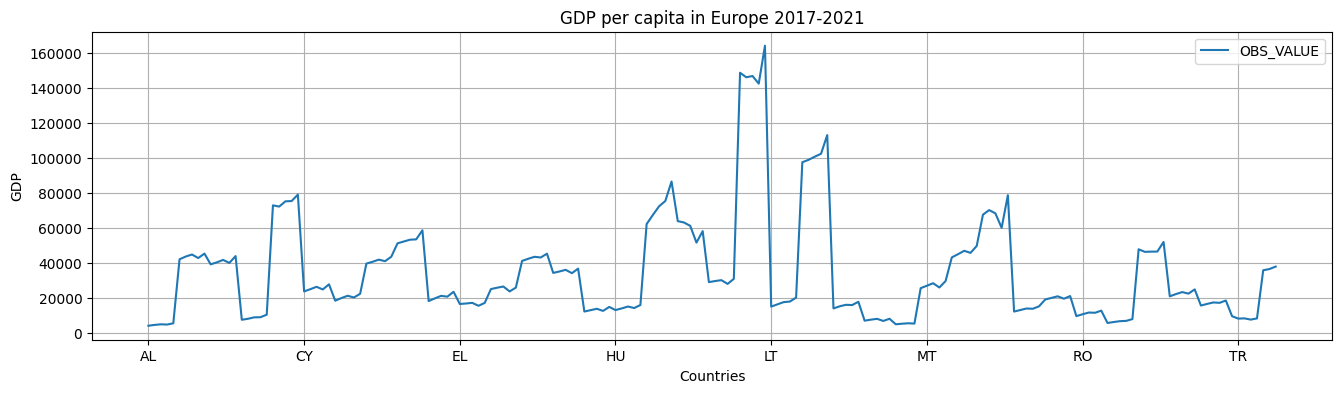 GDP per capita in Europe 2017-2021
OBS_VALUE
GDP
160000
140000
120000
100000
80000
60000
40000
20000
0
AL CY EL HU LT MT RO TR
Countries